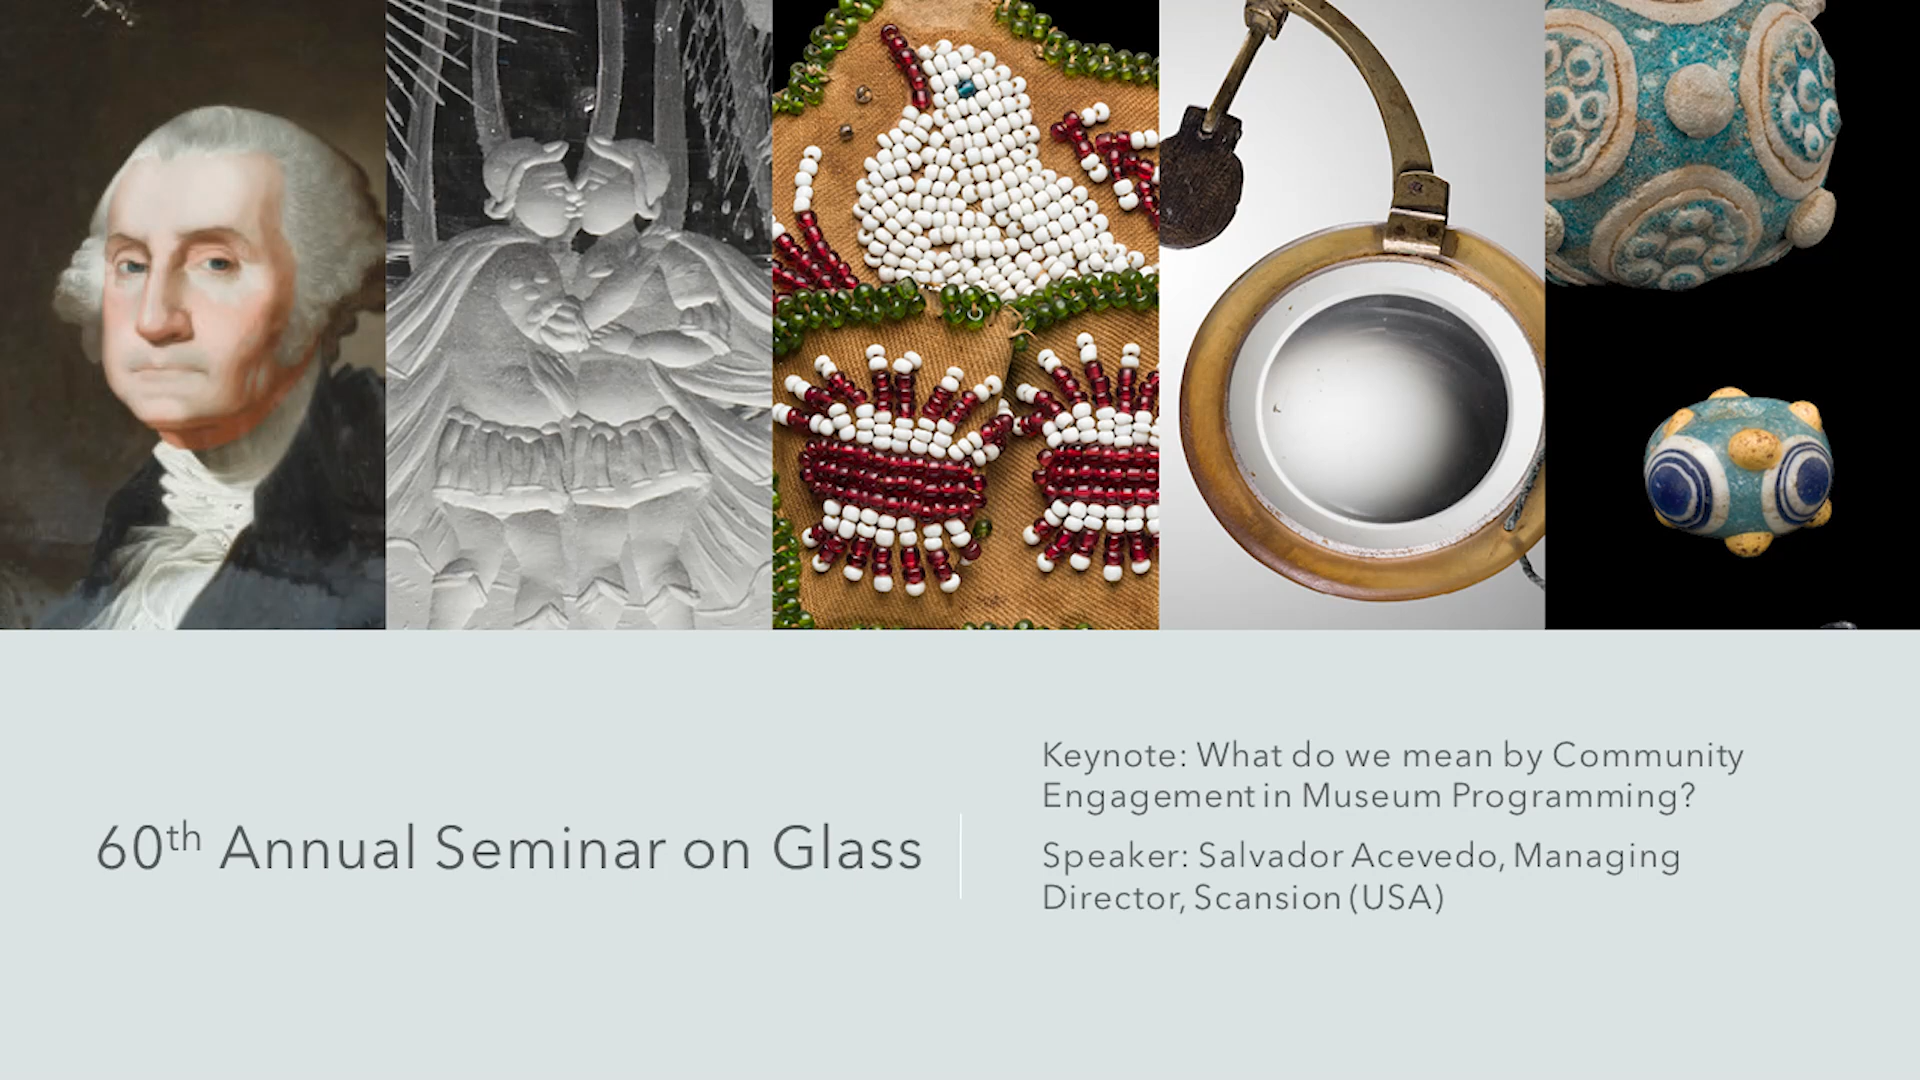 60th Annual Seminar on Glass
Keynote: What do we mean by Community
Engagement in Museum Programming?
Speaker: Salvador Acevedo, Managing
Director, Scansion (USA)